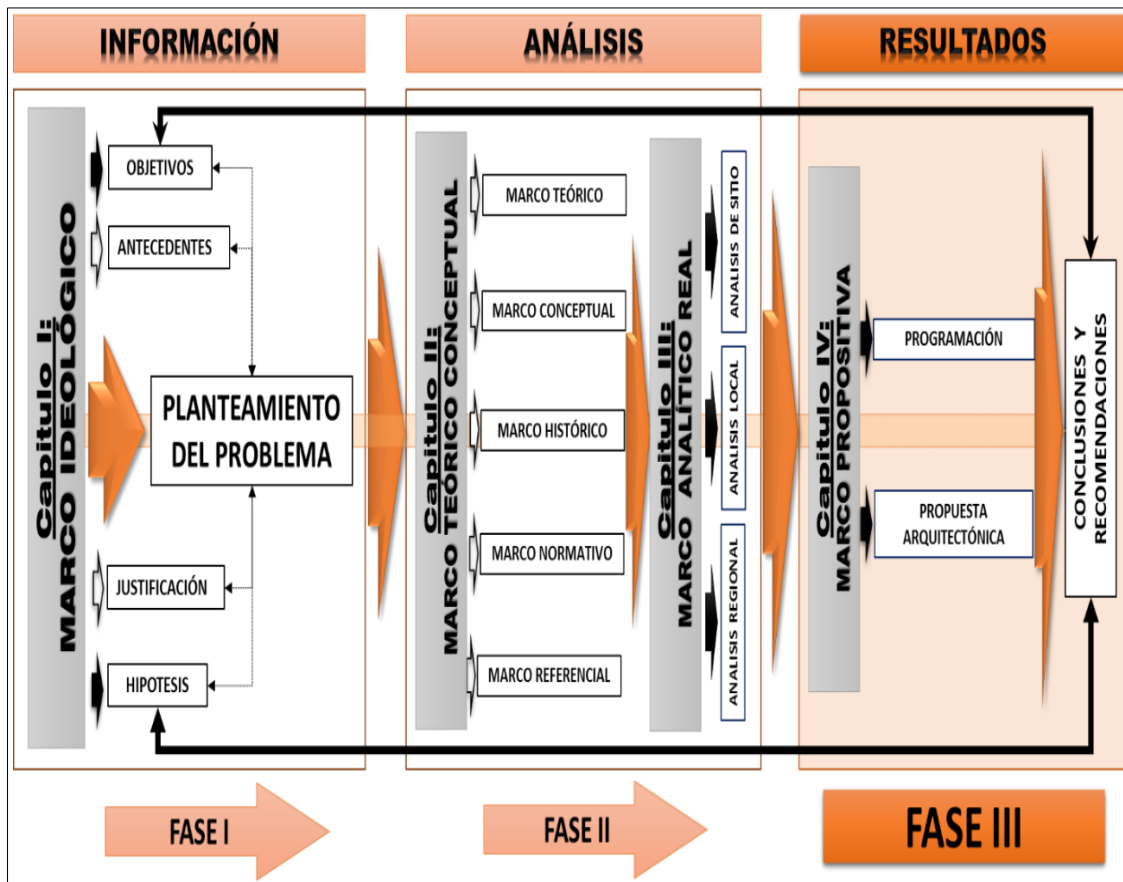 INFORMACIÓN
Capitulo I:
MARCO IDEOLÓGICO
OBJETIVOS
ANTECEDENTES
PLANTEAMIENTO
DEL PROBLEMA
JUSTIFICACIÓN
HIPOTESIS
FASE I
ANÁLISIS
Capitulo II:
MARCO TEÓRICO CONCEPTUAL
MARCO TEÓRICO
MARCO CONCEPTUAL
MARCO HISTÓRICO
MARCO NORMATIVO
MARCO REFERENCIAL
Capitulo III:
MARCO ANALÍTICO REAL
ANALISIS DE SITIO
ANALISIS LOCAL
ANALISIS REGIONAL
FASE II
RESULTADOS
Capitulo IV:
MARCO PROPOSITIVA
PROGRAMACIÓN
PROPUESTA
ARQUITECTÓNICA
CONCLUSIONES Y
RECOMENDACIONES
FASE III